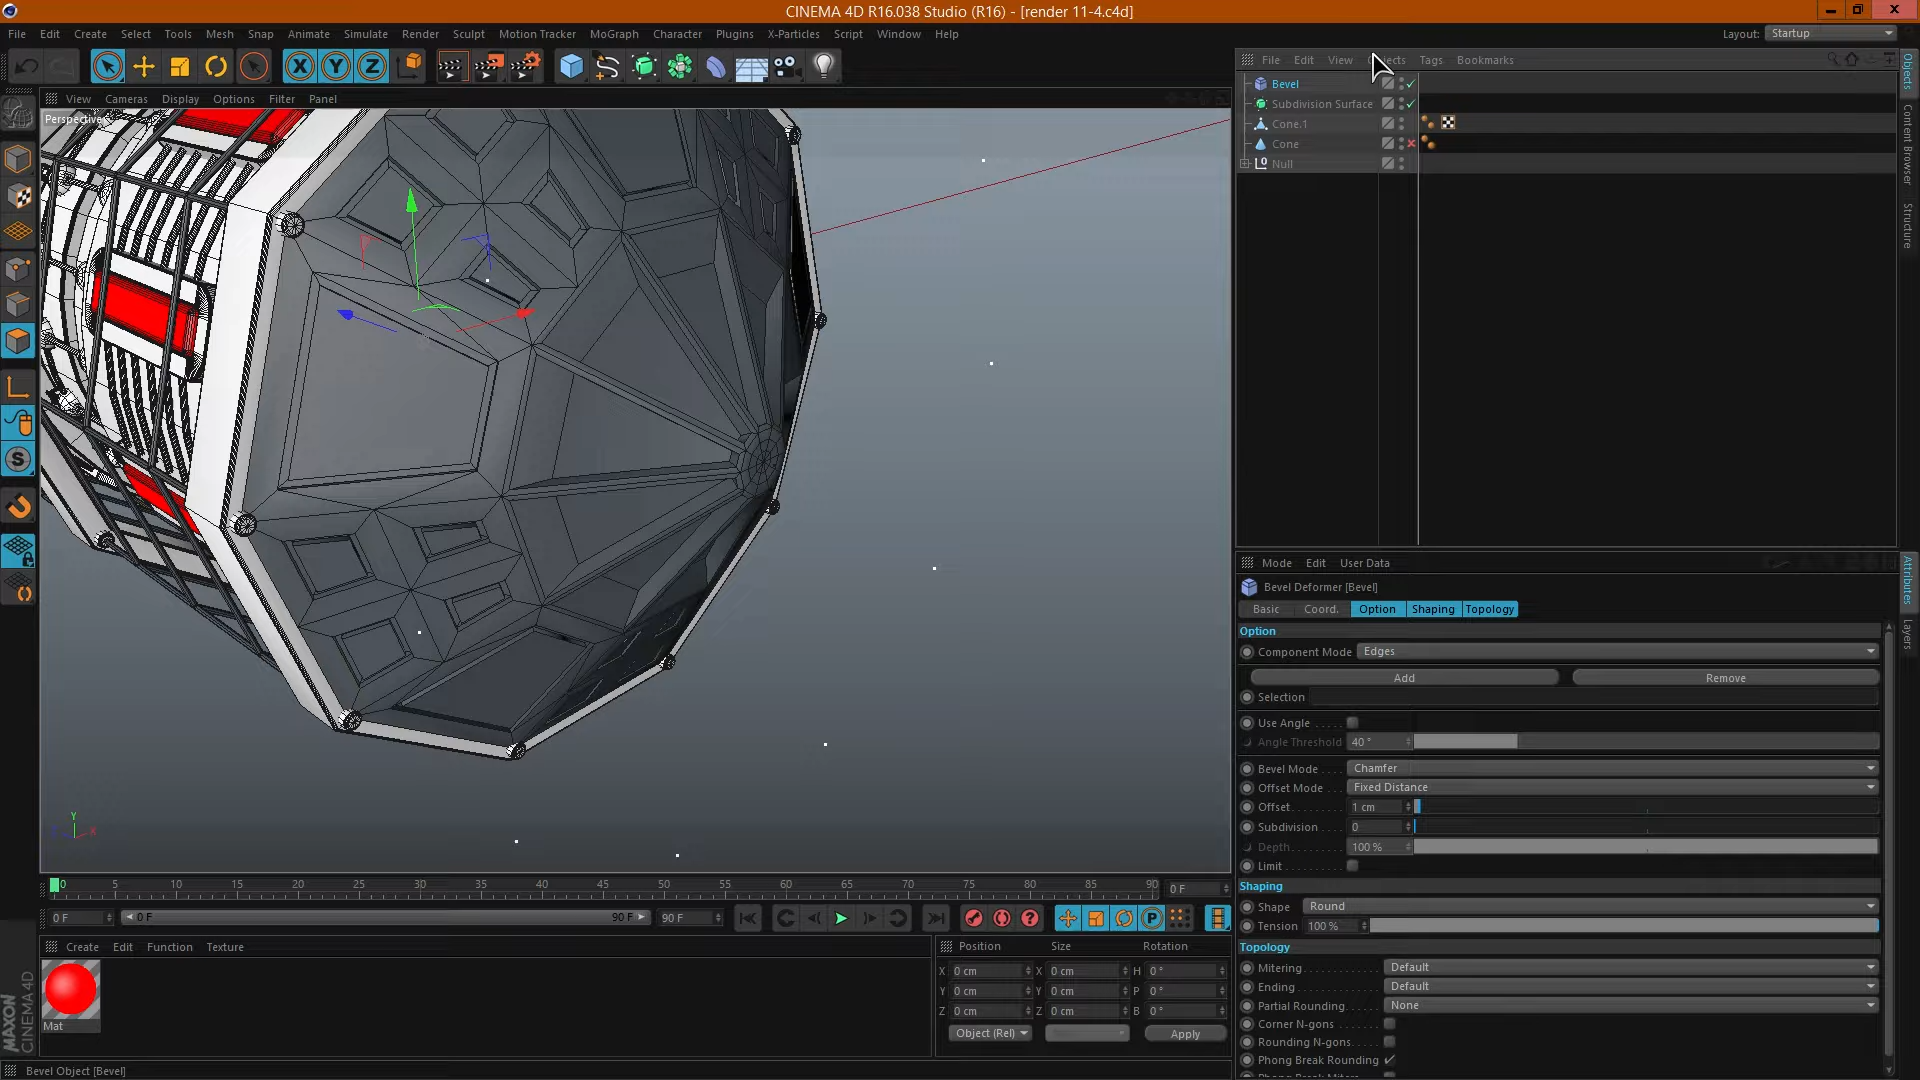 CINEMA 4D R16.038 Studio (R16) - [render 11-4.c4d]
File Edit Create Select Tools Mesh Snap Animate Simulate Render Sculpt Motion Tracker MoGraph Character Plugins X-Particles Script Window Help
Layout: Startup
X Y Z
File Edit View Objects Tags Bookmarks
View Cameras Display Options Filter Panel
Perspective
Bevel
Subdivision Surface
Cone.1
Cone
Null
Objects
Content Browser
Structure
Mode Edit User Data
Bevel Deformer [Bevel]
Basic Coord. Option Shaping Topology
Attributes
Layers
Option
Component Mode Edges
Add Remove
Selection
Use Angle
Angle Threshold 40 °
Bevel Mode Chamfer
Offset Mode Fixed Distance
Offset 1 cm
Subdivision 0
Depth 100 %
Limit
Shaping
Shape Round
Tension 100 %
Topology
Mitering Default
Ending Default
Partial Rounding None
Corner N-gons
Rounding N-gons
Phong Break Rounding
Y
X
0 5 10 15 20 25 30 35 40 45 50 55 60 65 70 75 80 85 90 0 F
0 F 0 F 90 F 90 F
Create Edit Function Texture
Mat
Position Size Rotation
X 0 cm X 0 cm H 0 °
Y 0 cm Y 0 cm P 0 °
Z 0 cm Z 0 cm B 0 °
Object (Rel) Apply
MAXON
CINEMA 4D
Bevel Object [Bevel]